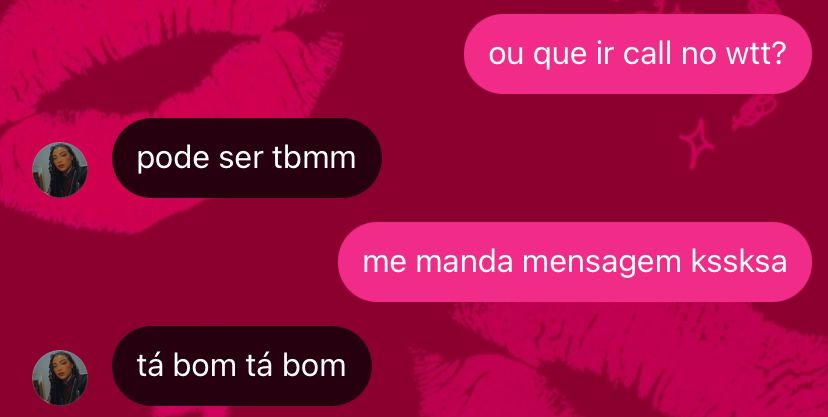 ou que ir call no wtt?
pode ser tbmm
me manda mensagem kssksa
tá bom tá bom